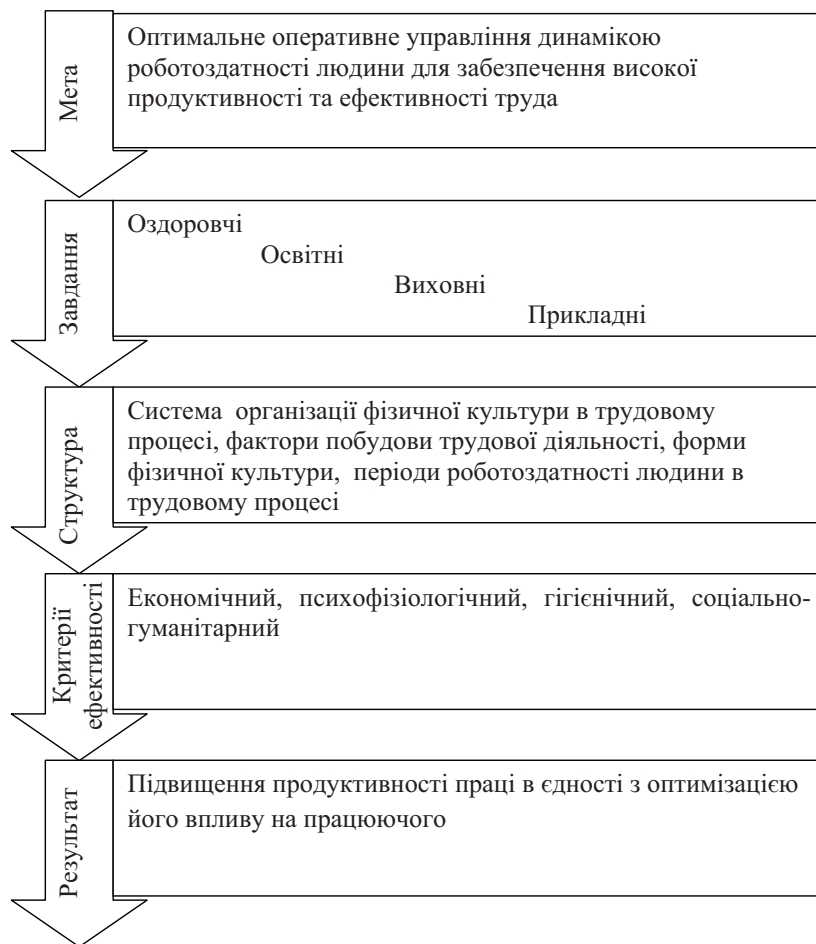 Мета
Оптимальне оперативне управління динамікою
роботоздатності людини для забезпечення високої
продуктивності та ефективності труда
Завдання
Оздоровчі
Освітні
Виховні
Прикладні
Структура
Система організації фізичної культури в трудовому
процесі, фактори побудови трудової діяльності, форми
фізичної культури, періоди роботоздатності людини в
трудовому процесі
Критерії
ефективності
Економічний, психофізіологічний, гігієнічний, соціально-
гуманітарний
Результат
Підвищення продуктивності праці в єдності з оптимізацією
його впливу на працюючого